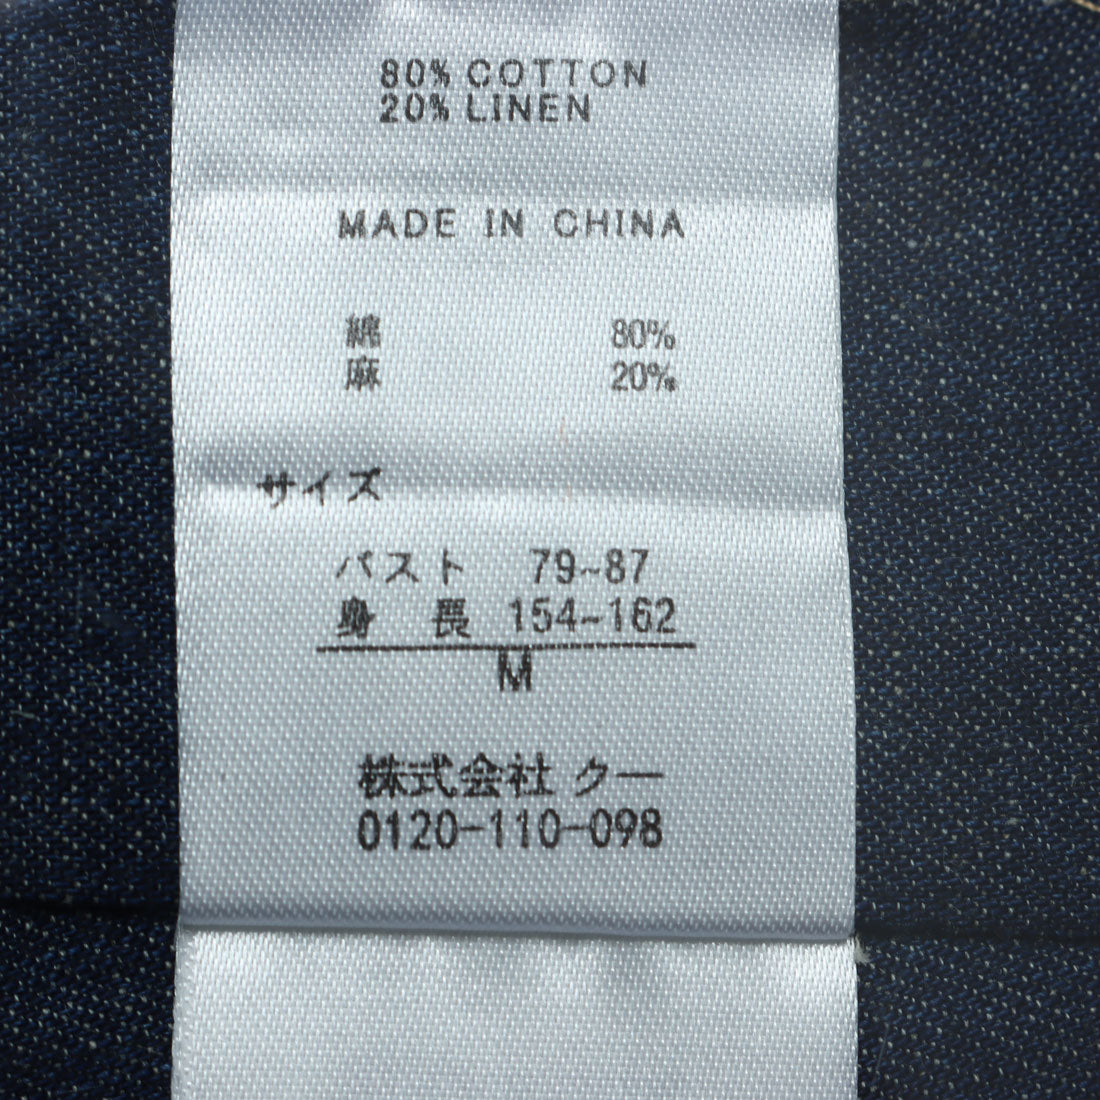 80% COTTON
20% LINEN
MADE IN CHINA
綿 80%
麻 20%
サイズ
バスト 79~87
身 長 154~162
M
株式会社 クー
0120-110-098